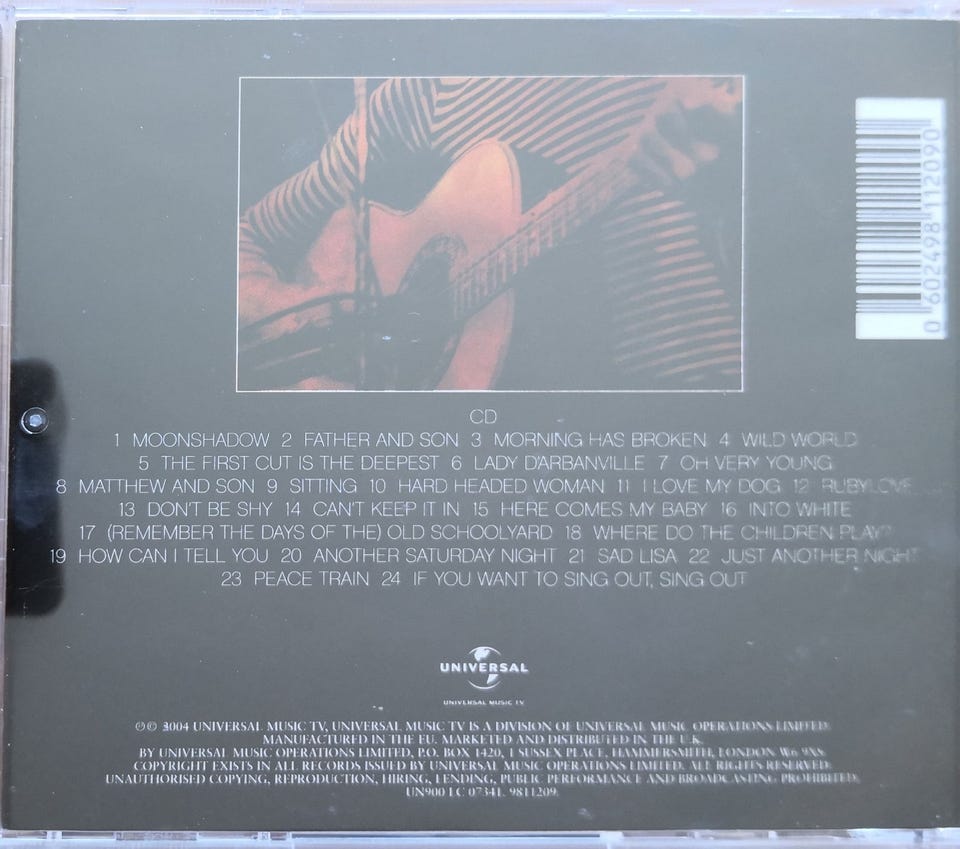 0 602498 112090
CD
1 MOONSHADOW 2 FATHER AND SON 3 MORNING HAS BROKEN 4 WILD WORLD
5 THE FIRST CUT IS THE DEEPEST 6 LADY D'ARBANVILLE 7 OH VERY YOUNG
8 MATTHEW AND SON 9 SITTING 10 HARD HEADED WOMAN 11 I LOVE MY DOG 12 RUBYLOVE
13 DON'T BE SHY 14 CAN'T KEEP IT IN 15 HERE COMES MY BABY 16 INTO WHITE
17 (REMEMBER THE DAYS OF THE) OLD SCHOOLYARD 18 WHERE DO THE CHILDREN PLAY?
19 HOW CAN I TELL YOU 20 ANOTHER SATURDAY NIGHT 21 SAD LISA 22 JUST ANOTHER NIGHT
23 PEACE TRAIN 24 IF YOU WANT TO SING OUT, SING OUT
UNIVERSAL
UNIVERSAL MUSIC TV
℗© 2004 UNIVERSAL MUSIC TV, UNIVERSAL MUSIC TV IS A DIVISION OF UNIVERSAL MUSIC OPERATIONS LIMITED.
MANUFACTURED IN THE EU. MARKETED AND DISTRIBUTED IN THE U.K.
BY UNIVERSAL MUSIC OPERATIONS LIMITED, P.O. BOX 1420, 1 SUSSEX PLACE, HAMMERSMITH, LONDON W6 9XS.
COPYRIGHT EXISTS IN ALL RECORDS ISSUED BY UNIVERSAL MUSIC OPERATIONS LIMITED. ALL RIGHTS RESERVED.
UNAUTHORISED COPYING, REPRODUCTION, HIRING, LENDING, PUBLIC PERFORMANCE AND BROADCASTING PROHIBITED.
UN900 LC 07341. 9811209.